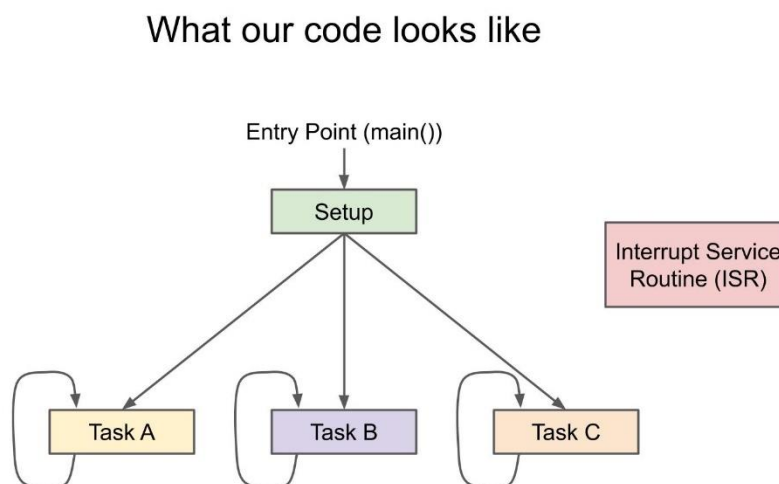 What our code looks like
Entry Point (main())
Setup
Interrupt Service
Routine (ISR)
Task A
Task B
Task C